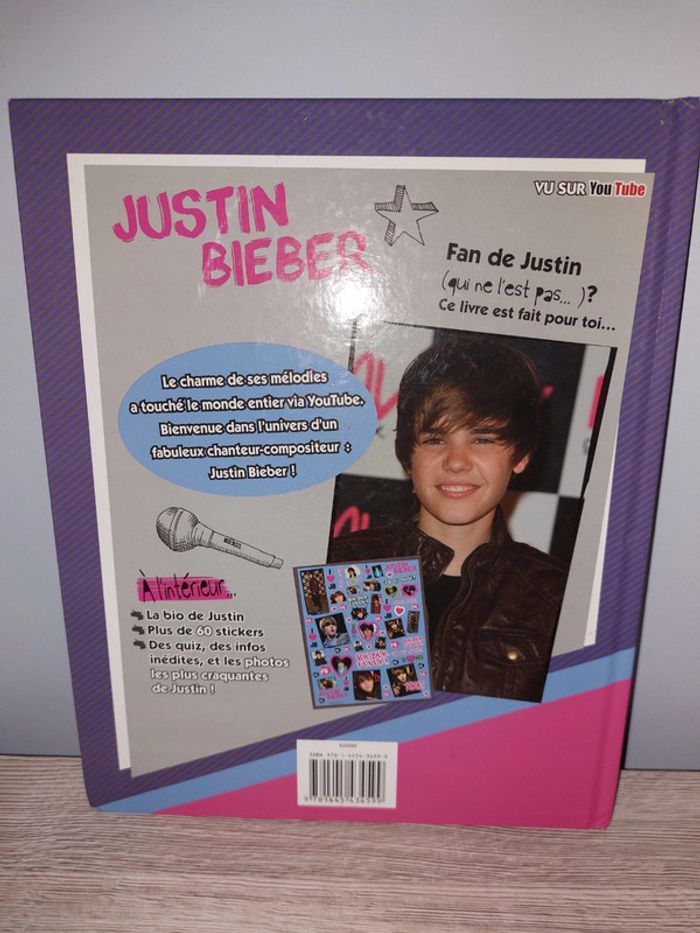 VU SUR YouTube
JUSTIN
BIEBER
Fan de Justin
(qui ne l'est pas... )?
Ce livre est fait pour toi...
Le charme de ses mélodies
a touché le monde entier via YouTube.
Bienvenue dans l'univers d'un
fabuleux chanteur-compositeur :
Justin Bieber !
À l'intérieur...
La bio de Justin
Plus de 60 stickers
Des quiz, des infos
inédites, et les photos
les plus craquantes
de Justin !